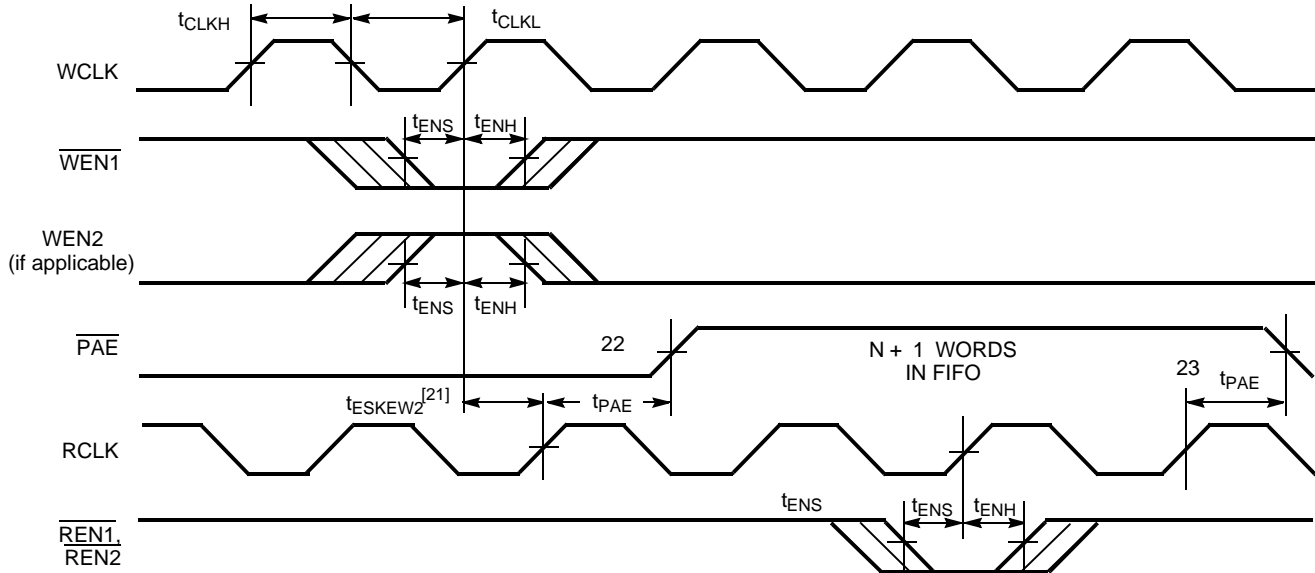 tCLKH tCLKL
WCLK
tENS tENH
WEN1
WEN2
(if applicable)
tENS tENH
PAE
22
N + 1 WORDS
IN FIFO
23
tPAE
tESKEW2[21]
tPAE
RCLK
tENS
tENS tENH
REN1,
REN2